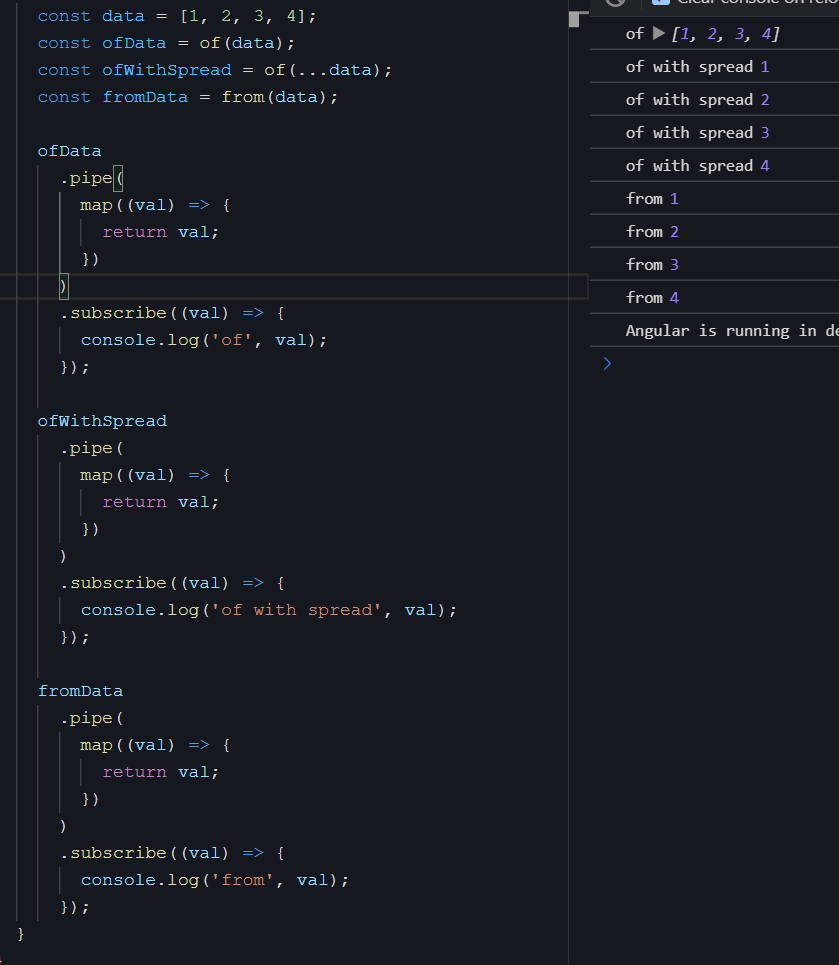 const data = [1, 2, 3, 4];
const ofData = of(data);
const ofWithSpread = of(...data);
const fromData = from(data);
ofData
.pipe(
map((val) => {
return val;
})
)
.subscribe((val) => {
console.log('of', val);
});
ofWithSpread
.pipe(
map((val) => {
return val;
})
)
.subscribe((val) => {
console.log('of with spread', val);
});
fromData
.pipe(
map((val) => {
return val;
})
)
.subscribe((val) => {
console.log('from', val);
});
}
Clear console on relo
of ▶ [1, 2, 3, 4]
of with spread 1
of with spread 2
of with spread 3
of with spread 4
from 1
from 2
from 3
from 4
Angular is running in de
>